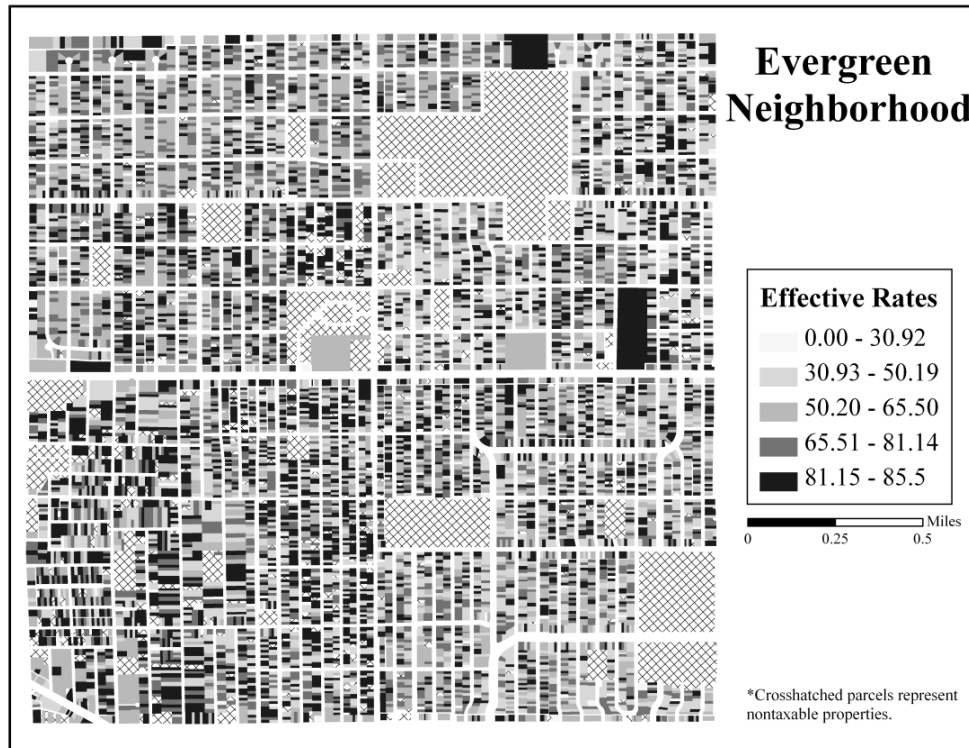 Evergreen
Neighborhood
Effective Rates
0.00 - 30.92
30.93 - 50.19
50.20 - 65.50
65.51 - 81.14
81.15 - 85.5
Miles
0 0.25 0.5
*Crosshatched parcels represent
nontaxable properties.